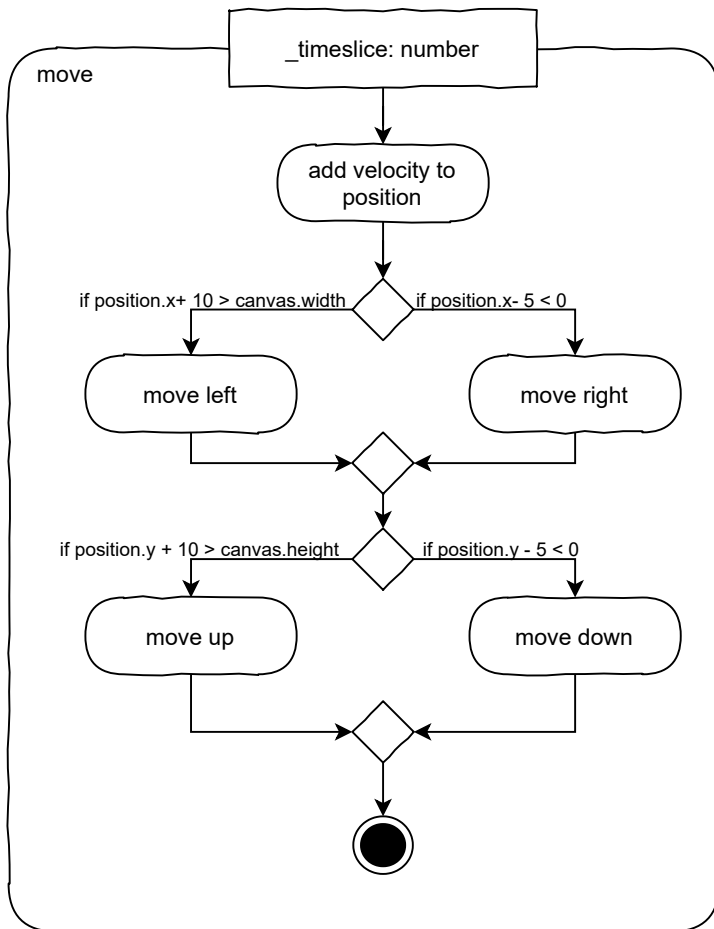 _timeslice: number
move
add velocity to
position
if position.x+ 10 > canvas.width
if position.x- 5 < 0
move left
move right
if position.y + 10 > canvas.height
if position.y - 5 < 0
move up
move down